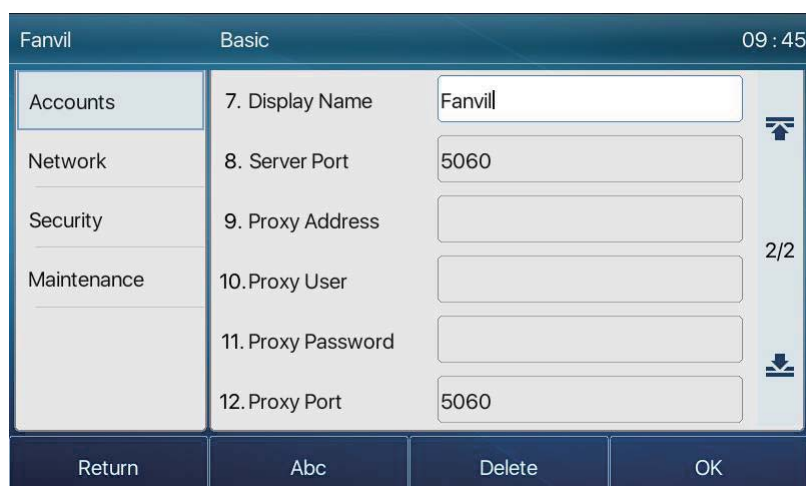 Fanvil Basic 09:45
Accounts
Network
Security
Maintenance
7. Display Name Fanvil
8. Server Port 5060
9. Proxy Address
10. Proxy User
11. Proxy Password
12. Proxy Port 5060
2/2
Return Abc Delete OK